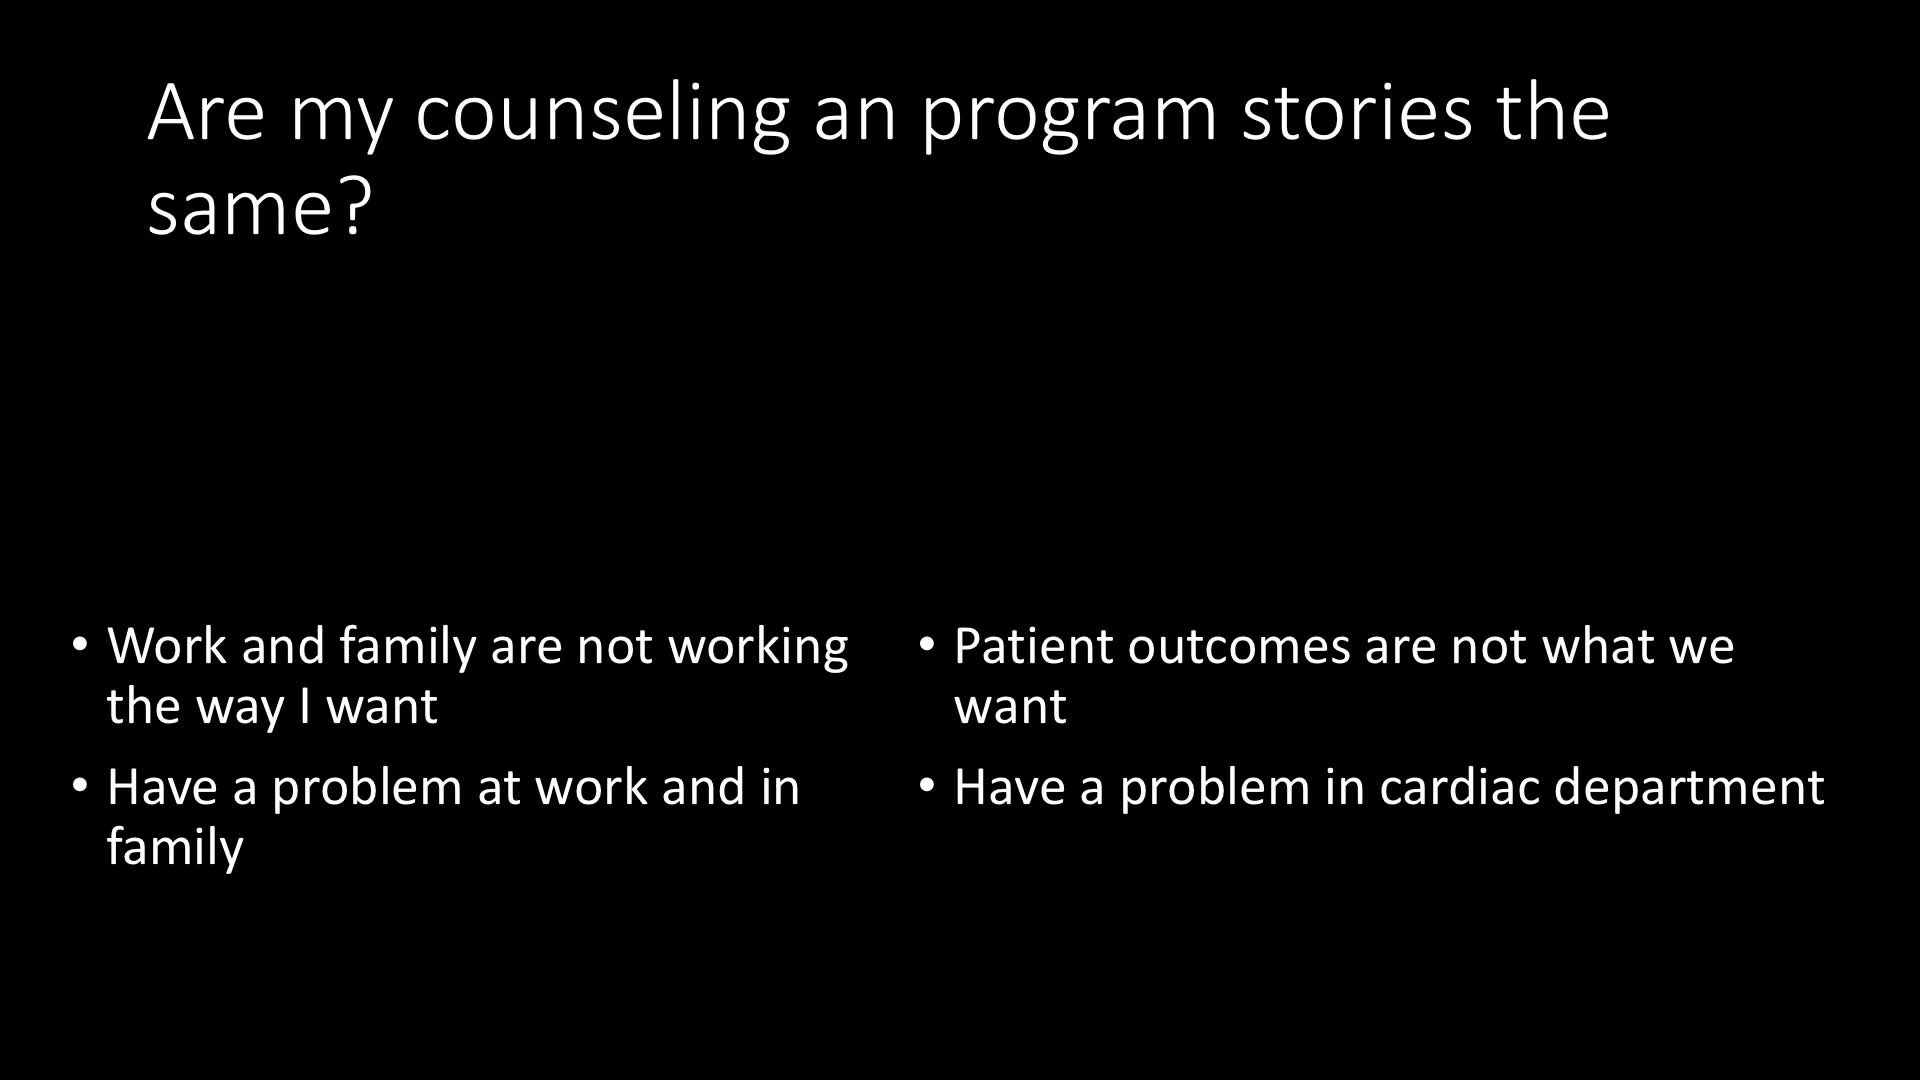 Are my counseling an program stories the
same?
• Work and family are not working
the way I want
• Have a problem at work and in
family
• Patient outcomes are not what we
want
• Have a problem in cardiac department